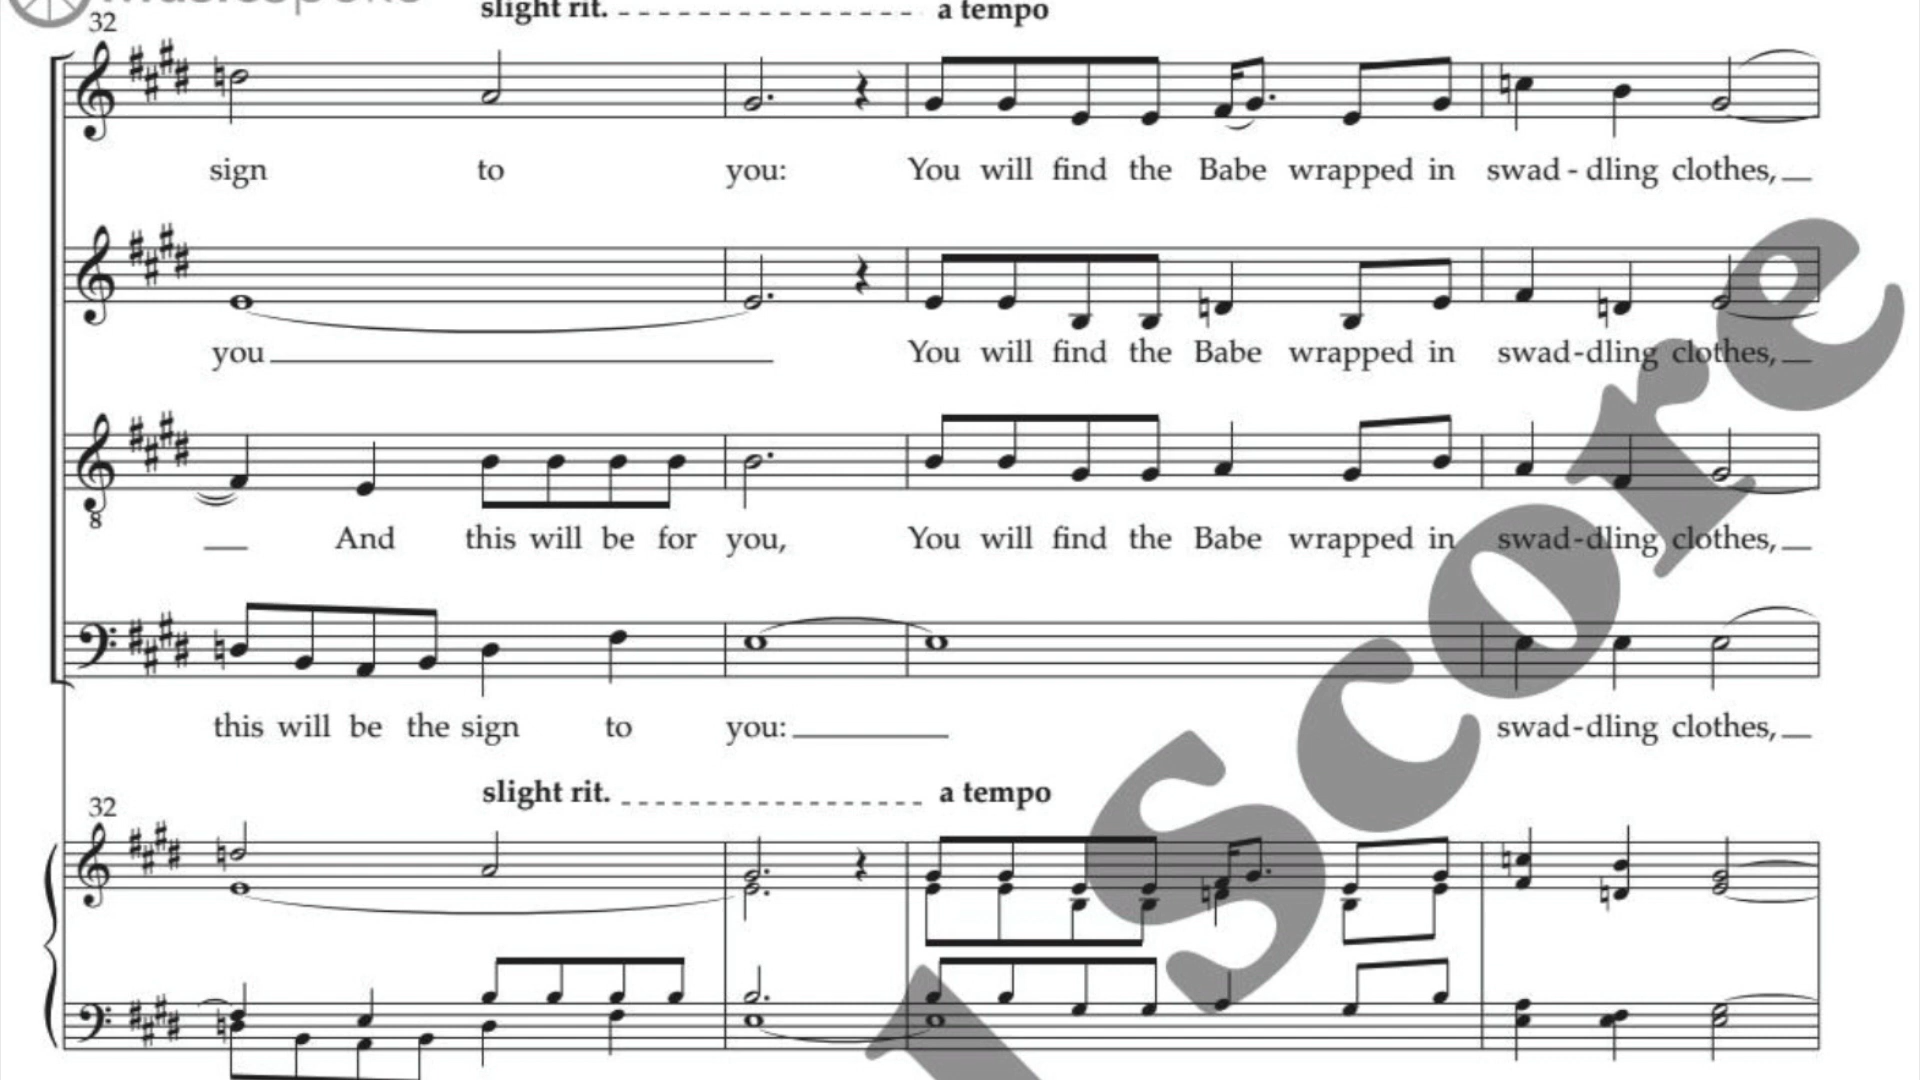 musicspoke
slight rit. a tempo
32
sign to you: You will find the Babe wrapped in swad - dling clothes,
you You will find the Babe wrapped in swad-dling clothes,
8
And this will be for you, You will find the Babe wrapped in swad-dling clothes,
this will be the sign to you: swad-dling clothes,
slight rit. a tempo
32
l Score